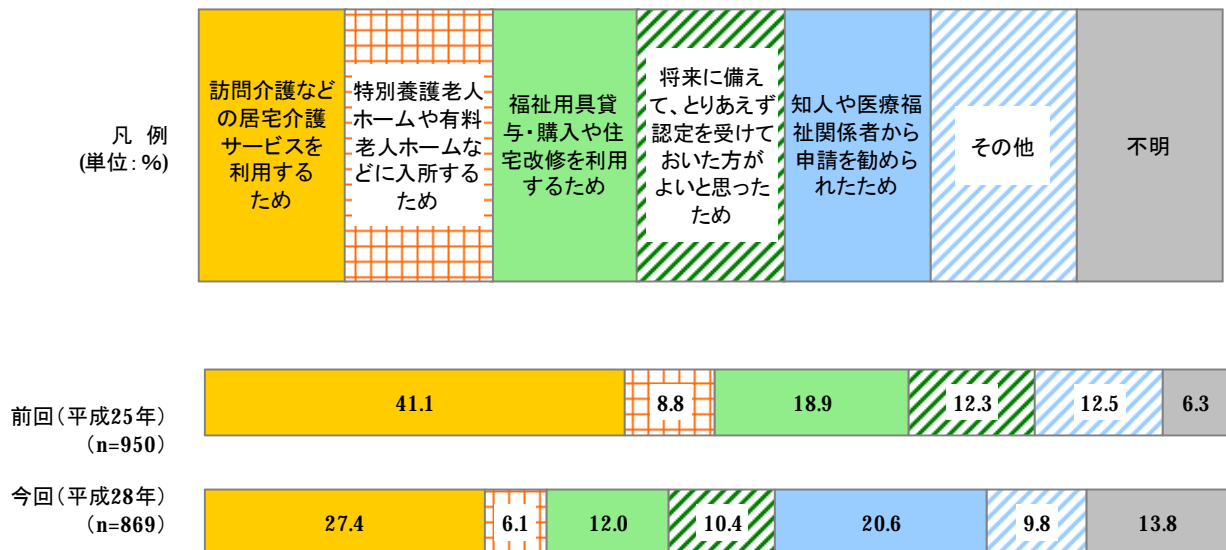 凡 例
(単位:%)
訪問介護など
の居宅介護
サービスを
利用する
ため
特別養護老人
ホームや有料
老人ホームな
どに入所する
ため
福祉用具貸
与・購入や住
宅改修を利用
するため
将来に備え
て、とりあえず
認定を受けて
おいた方が
よいと思った
ため
知人や医療福
祉関係者から
申請を勧めら
れたため
その他
不明
前回(平成25年)
(n=950)
41.1
8.8
18.9
12.3
12.5
6.3
今回(平成28年)
(n=869)
27.4
6.1
12.0
10.4
20.6
9.8
13.8